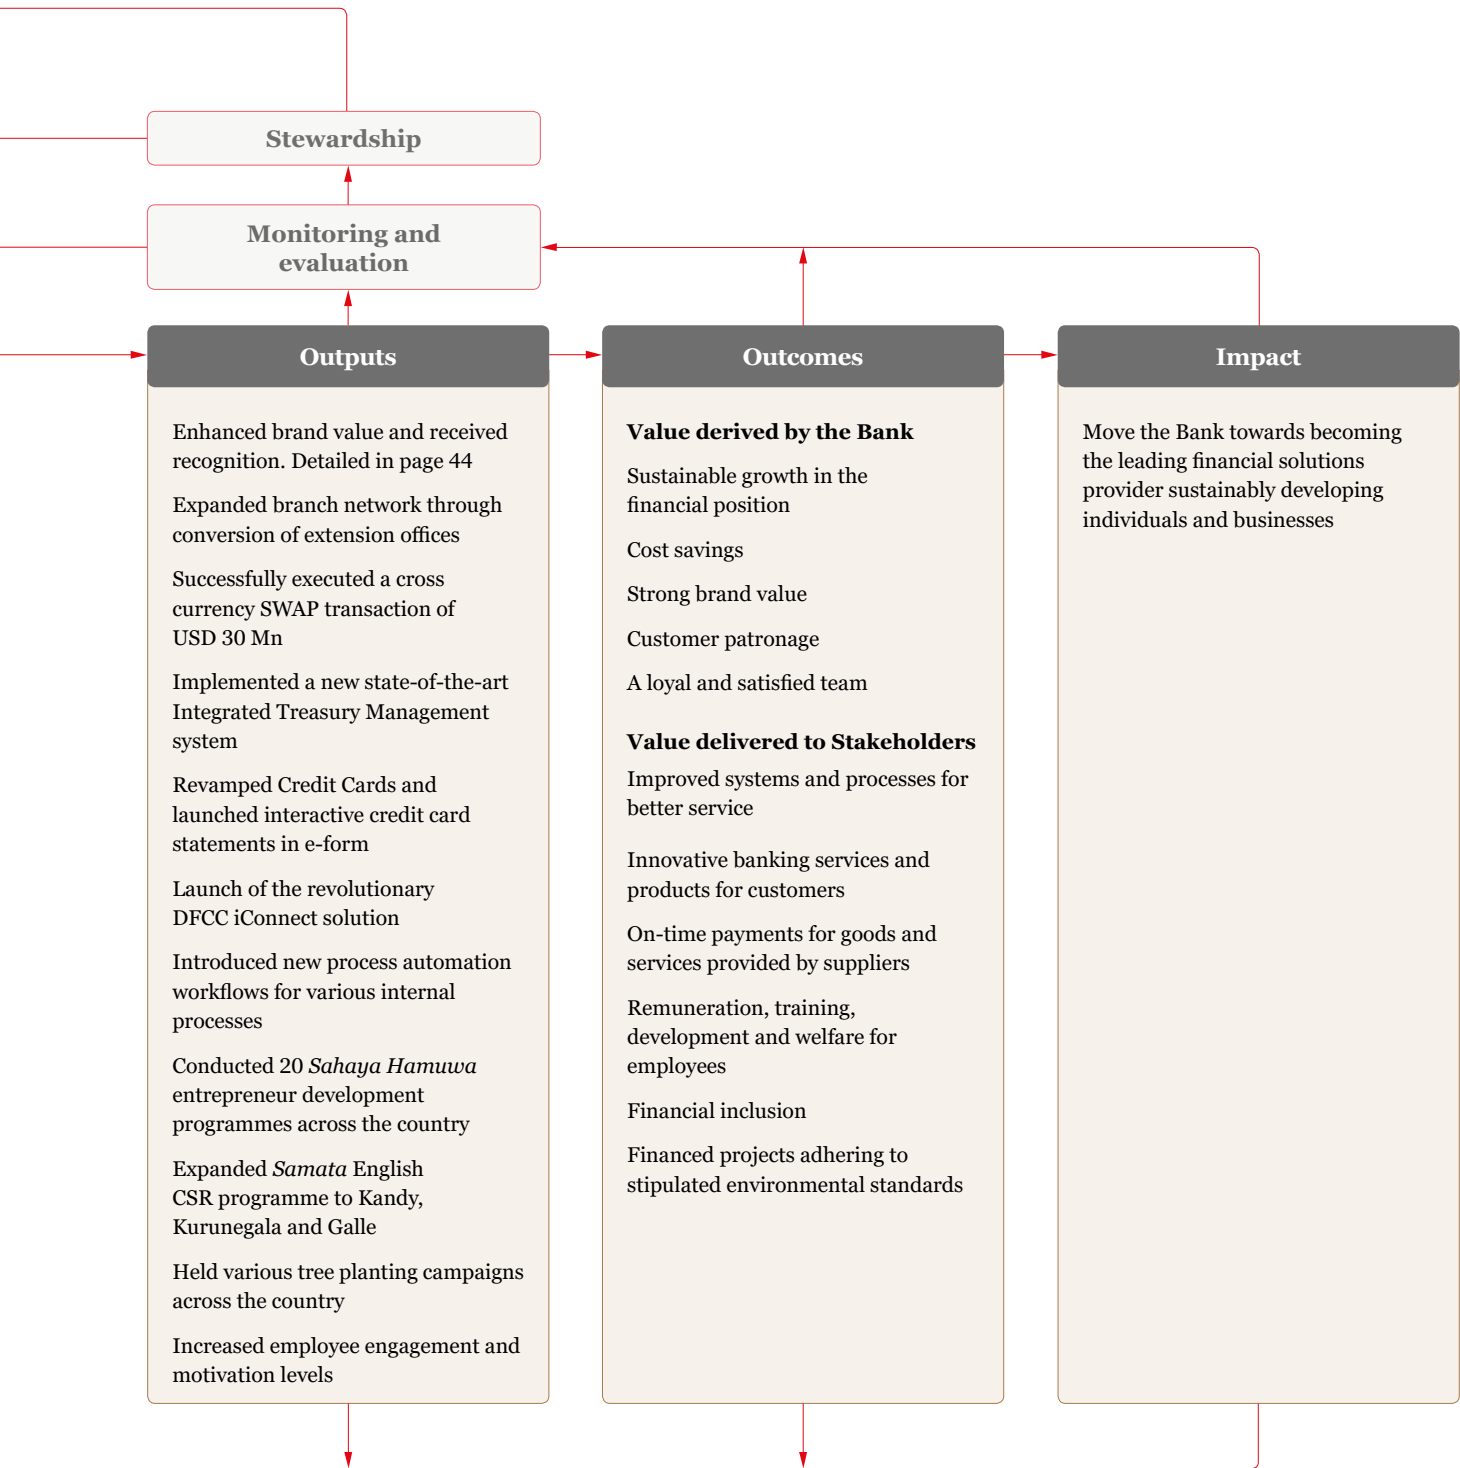 Stewardship
Monitoring and
evaluation
Outputs
Enhanced brand value and received
recognition. Detailed in page 44
Expanded branch network through
conversion of extension offices
Successfully executed a cross
currency SWAP transaction of
USD 30 Mn
Implemented a new state-of-the-art
Integrated Treasury Management
system
Revamped Credit Cards and
launched interactive credit card
statements in e-form
Launch of the revolutionary
DFCC iConnect solution
Introduced new process automation
workflows for various internal
processes
Conducted 20 Sahaya Hamuwa
entrepreneur development
programmes across the country
Expanded Samata English
CSR programme to Kandy,
Kurunegala and Galle
Held various tree planting campaigns
across the country
Increased employee engagement and
motivation levels
Outcomes
Value derived by the Bank
Sustainable growth in the
financial position
Cost savings
Strong brand value
Customer patronage
A loyal and satisfied team
Value delivered to Stakeholders
Improved systems and processes for
better service
Innovative banking services and
products for customers
On-time payments for goods and
services provided by suppliers
Remuneration, training,
development and welfare for
employees
Financial inclusion
Financed projects adhering to
stipulated environmental standards
Impact
Move the Bank towards becoming
the leading financial solutions
provider sustainably developing
individuals and businesses